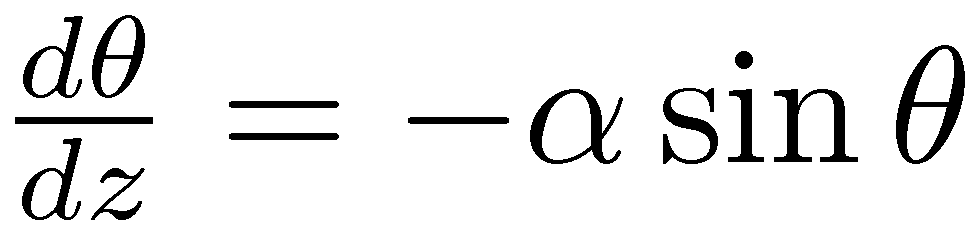 dθ/dz = −α sin θ